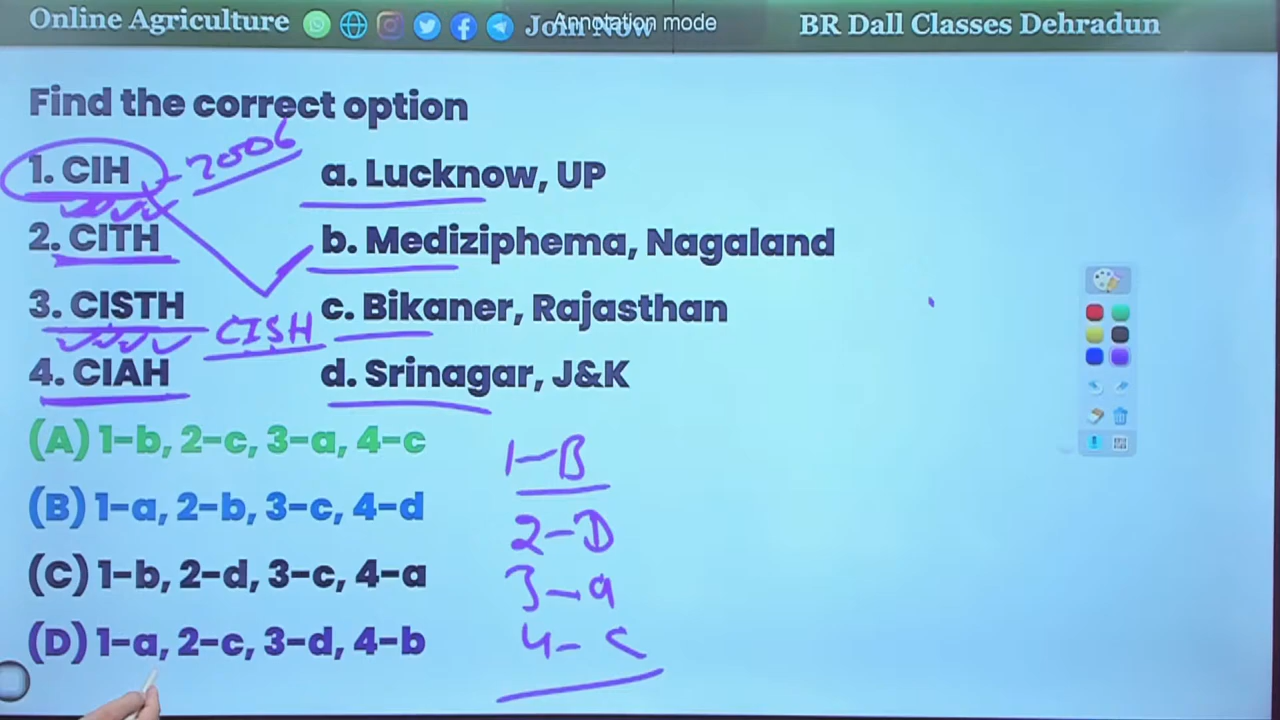 Online Agriculture Join Now Annotation mode BR Dall Classes Dehradun
Find the correct option
2006
1. CIH a. Lucknow, UP
2. CITH b. Mediziphema, Nagaland
3. CISTH c. Bikaner, Rajasthan
CISH
4. CIAH d. Srinagar, J&K
(A) 1-b, 2-c, 3-a, 4-c
1-B
(B) 1-a, 2-b, 3-c, 4-d
2-D
(C) 1-b, 2-d, 3-c, 4-a
3-a
(D) 1-a, 2-c, 3-d, 4-b
4-C